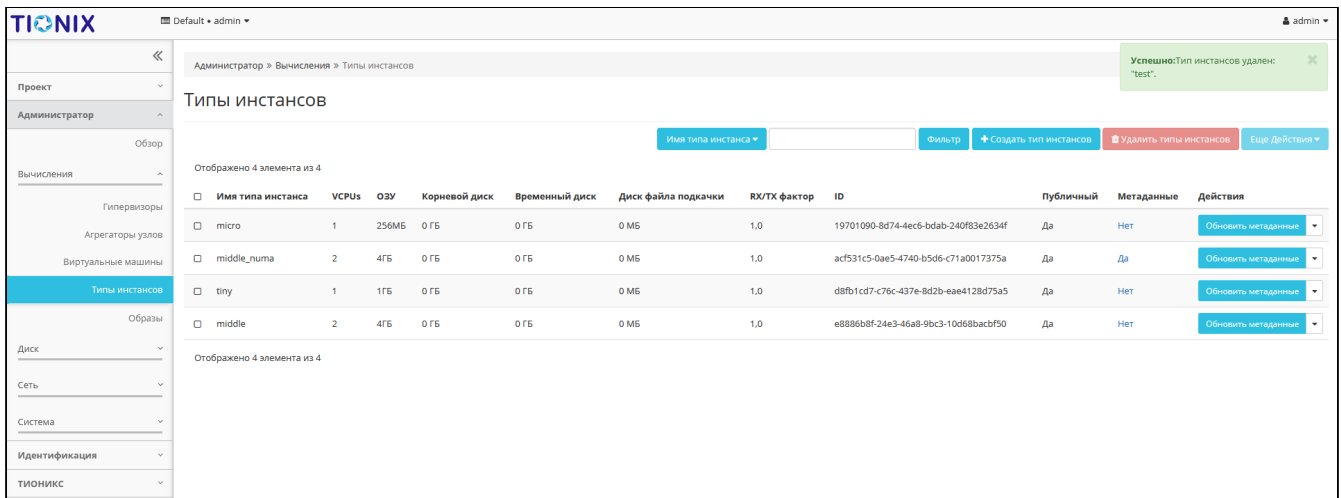 TIONIX
Default • admin
admin
Администратор » Вычисления » Типы инстансов
Успешно:Тип инстансов удален:
"test".
Проект
Администратор
Обзор
Вычисления
Гипервизоры
Агрегаторы узлов
Виртуальные машины
Типы инстансов
Образы
Диск
Сеть
Система
Идентификация
ТИОНИКС
Типы инстансов
Имя типа инстанса Фильтр Создать тип инстансов Удалить типы инстансов Еще Действия
Отображено 4 элемента из 4
Имя типа инстанса VCPUs ОЗУ Корневой диск Временный диск Диск файла подкачки RX/TX фактор ID Публичный Метаданные Действия
micro 1 256МБ 0 ГБ 0 ГБ 0 МБ 1,0 19701090-8d74-4ec6-bdab-240f83e2634f Да Нет Обновить метаданные
middle_numa 2 4ГБ 0 ГБ 0 ГБ 0 МБ 1,0 acf531c5-0ae5-4740-b5d6-c71a0017375a Да Да Обновить метаданные
tiny 1 1ГБ 0 ГБ 0 ГБ 0 МБ 1,0 d8fb1cd7-c76c-437e-8d2b-eae4128d75a5 Да Нет Обновить метаданные
middle 2 4ГБ 0 ГБ 0 ГБ 0 МБ 1,0 e8886b8f-24e3-46a8-9bc3-10d68bacbf50 Да Нет Обновить метаданные
Отображено 4 элемента из 4